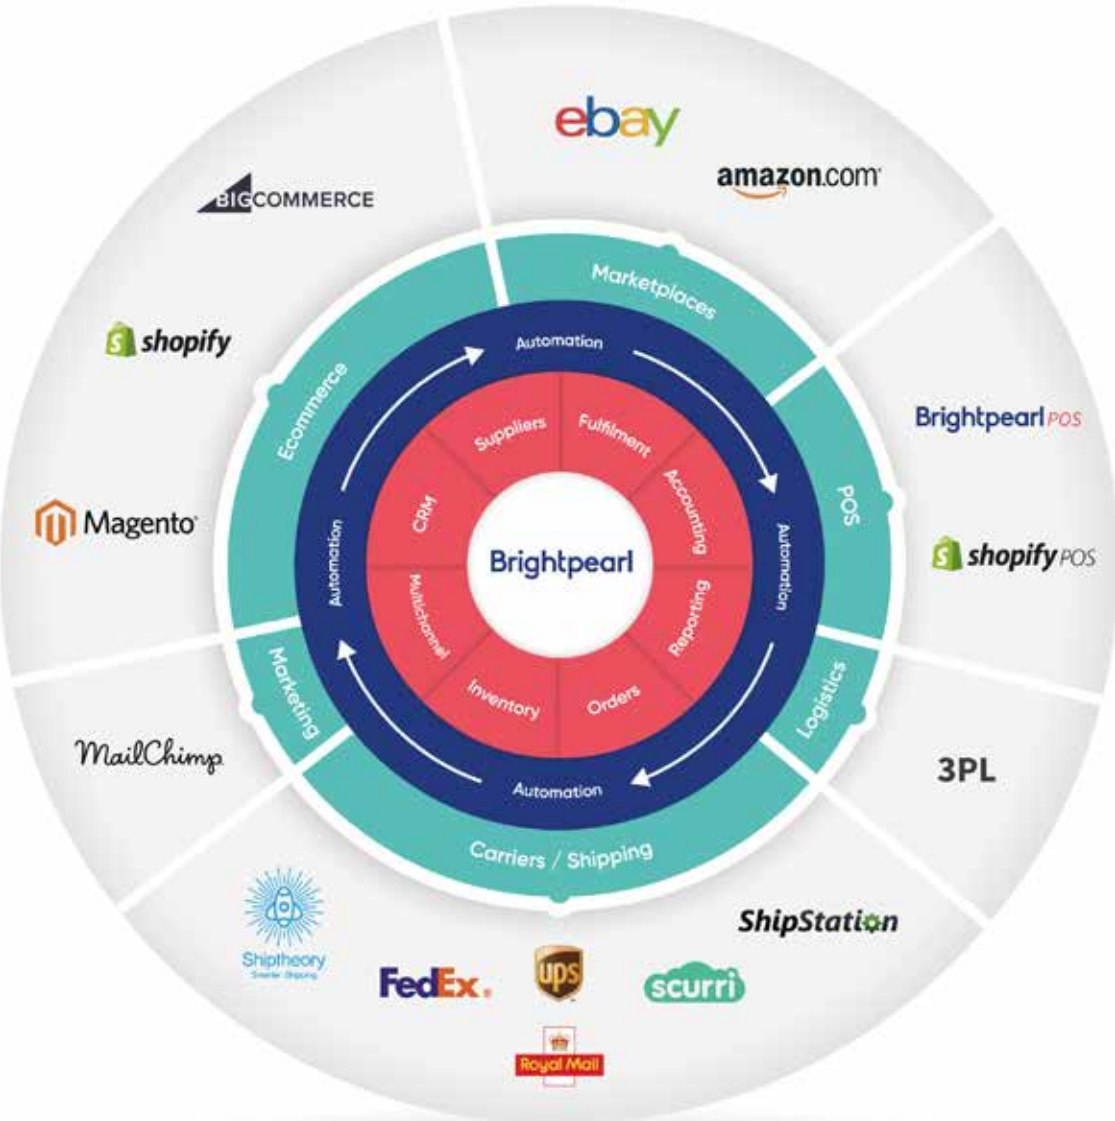 ebay
amazon.com
BIGCOMMERCE
Marketplaces
shopify
Automation
Ecommerce
Brightpearl POS
Suppliers
Fulfilment
CRM
Accounting
POS
Magento
Brightpearl
shopify POS
Automation
Automation
Multichannel
Reporting
Marketing
Inventory
Orders
Logistics
MailChimp
3PL
Automation
Carriers / Shipping
ShipStation
Shiptheory
Smarter Shipping
FedEx
ups
scurri
Royal Mail